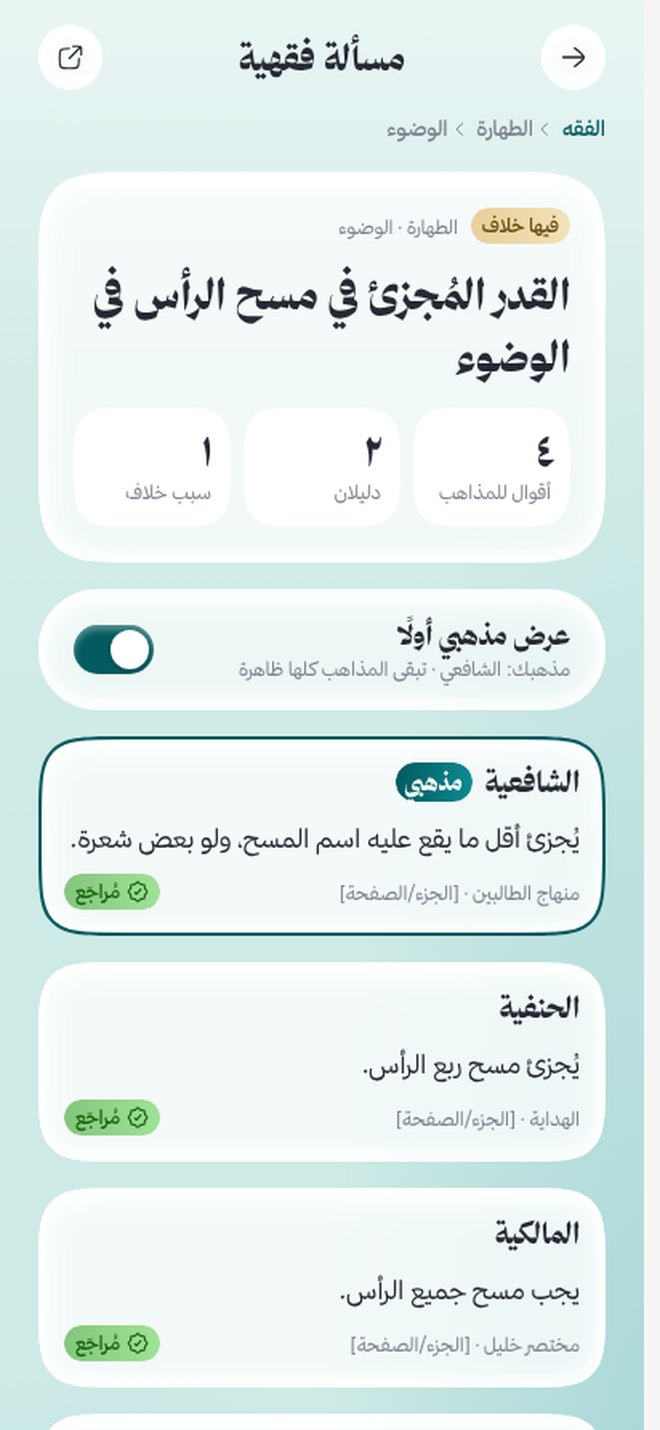 مسألة فقهية
الفقه › الطهارة › الوضوء
فيها خلاف الطهارة · الوضوء
القدر المُجزئ في مسح الرأس في
الوضوء
٤ ٢ ١
أقوال للمذاهب دليلان سبب خلاف
عرض مذهبي أولًا
مذهبك: الشافعي · تبقى المذاهب كلها ظاهرة
الشافعية مذهبي
يُجزئ أقل ما يقع عليه اسم المسح، ولو بعض شعرة.
منهاج الطالبين · [الجزء/الصفحة] مُراجَع
الحنفية
يُجزئ مسح ربع الرأس.
الهداية · [الجزء/الصفحة] مُراجَع
المالكية
يجب مسح جميع الرأس.
مختصر خليل · [الجزء/الصفحة] مُراجَع